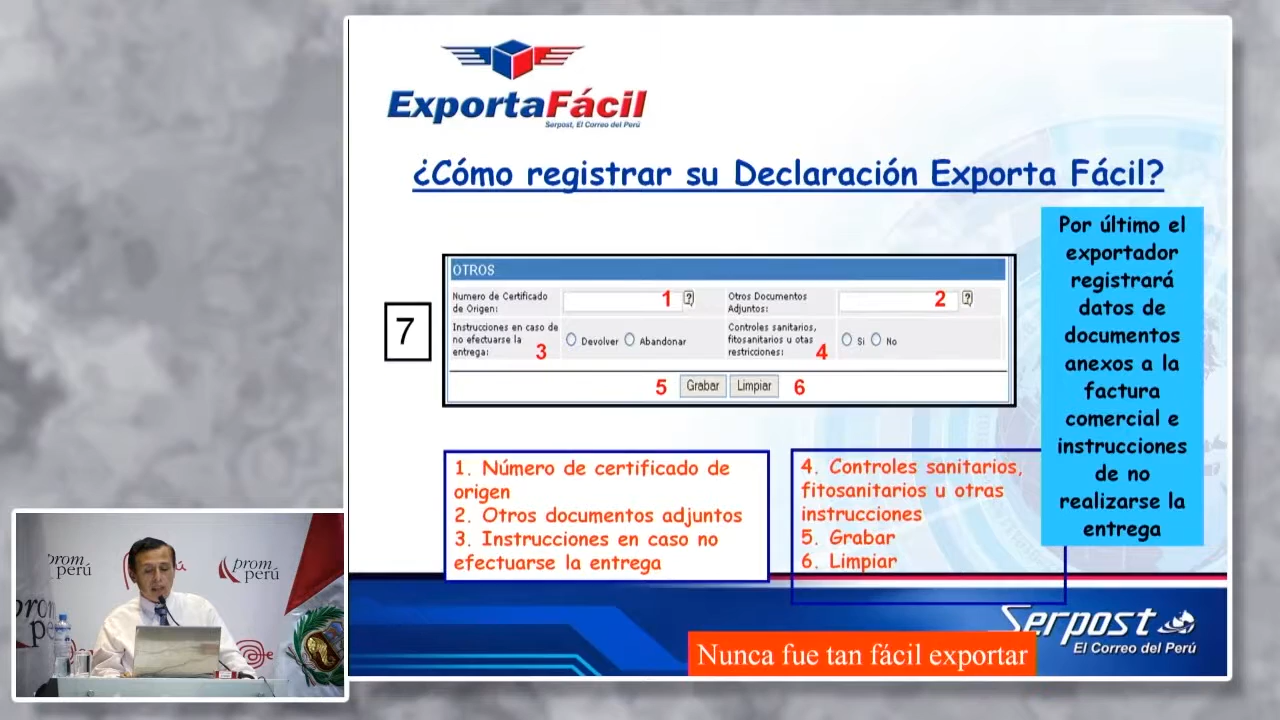 ExportaFácil
Serpost, El Correo del Perú
¿Cómo registrar su Declaración Exporta Fácil?
7
OTROS
Numero de Certificado
de Origen:
1
?
Otros Documentos
Adjuntos:
2
?
Instrucciones en caso de
no efectuarse la
entrega:
3
Devolver
Abandonar
Controles sanitarios,
fitosanitarios u otas
restricciones:
4
Si
No
5
Grabar
Limpiar
6
Por último el
exportador
registrará
datos de
documentos
anexos a la
factura
comercial e
instrucciones
de no
realizarse la
entrega
1. Número de certificado de
origen
2. Otros documentos adjuntos
3. Instrucciones en caso no
efectuarse la entrega
4. Controles sanitarios,
fitosanitarios u otras
instrucciones
5. Grabar
6. Limpiar
Serpost
El Correo del Perú
Nunca fue tan fácil exportar
prom
perú
prom
perú